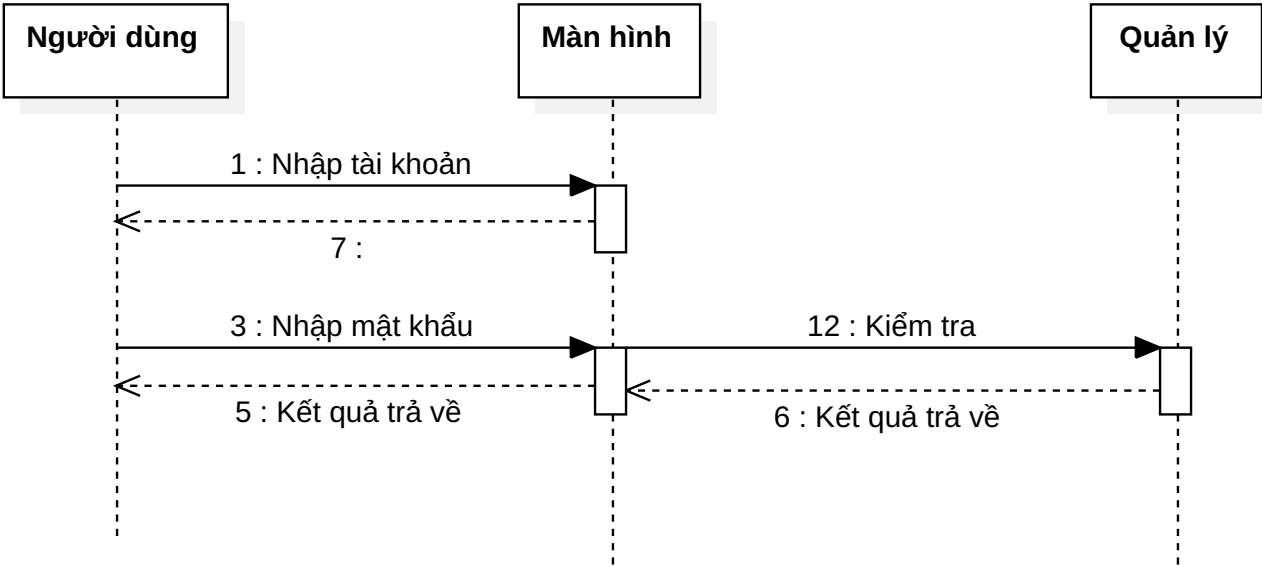 Người dùng
Màn hình
Quản lý
1 : Nhập tài khoản
7 :
3 : Nhập mật khẩu
12 : Kiểm tra
5 : Kết quả trả về
6 : Kết quả trả về